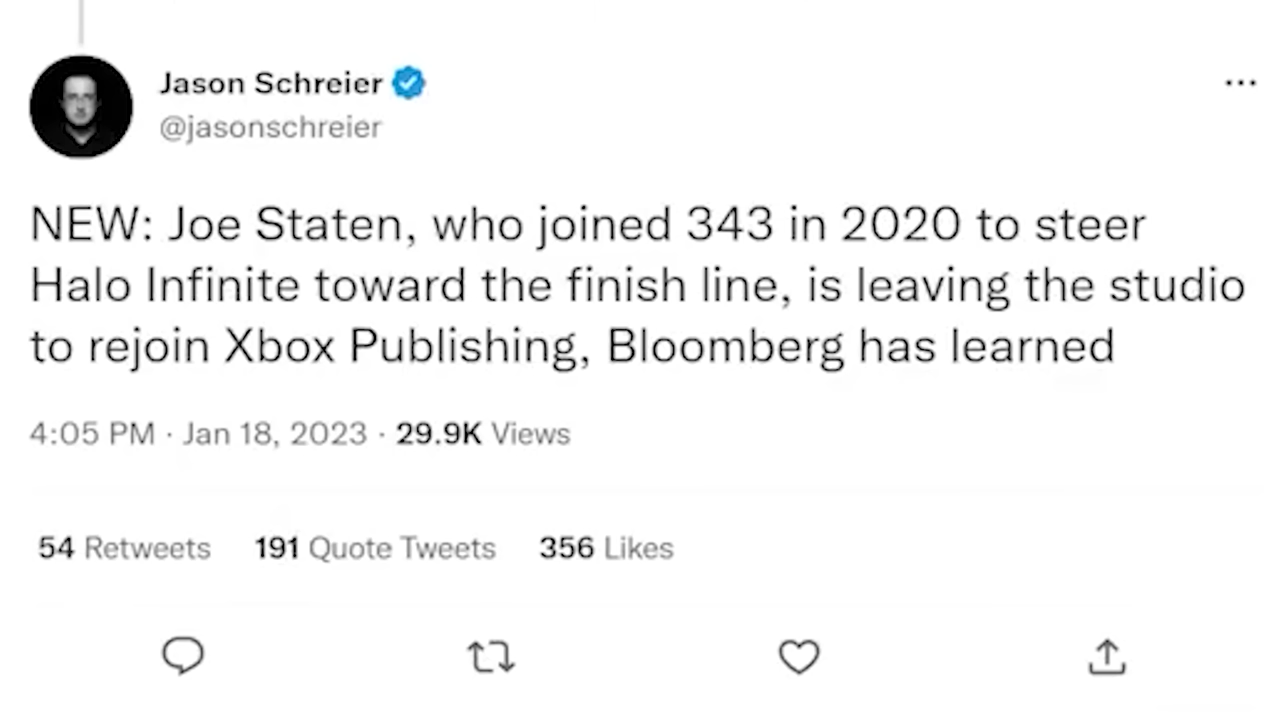 Jason Schreier
@jasonschreier
NEW: Joe Staten, who joined 343 in 2020 to steer
Halo Infinite toward the finish line, is leaving the studio
to rejoin Xbox Publishing, Bloomberg has learned
4:05 PM · Jan 18, 2023 · 29.9K Views
54 Retweets 191 Quote Tweets 356 Likes